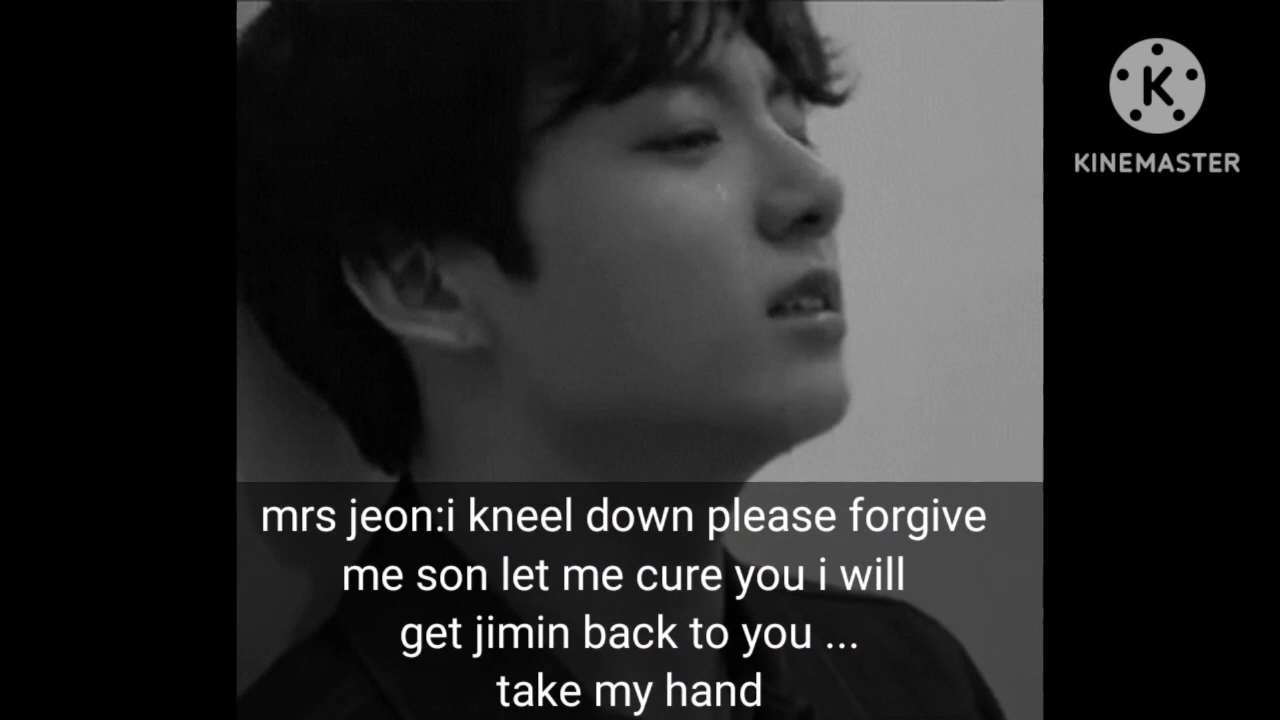 KINEMASTER
mrs jeon:i kneel down please forgive
me son let me cure you i will
get jimin back to you ...
take my hand